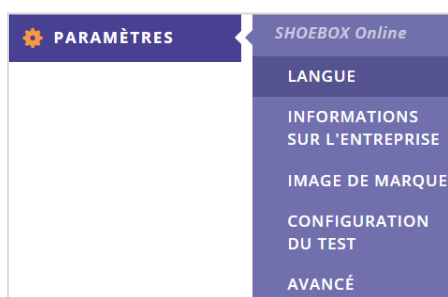 PARAMÈTRES
SHOEBOX Online
LANGUE
INFORMATIONS
SUR L'ENTREPRISE
IMAGE DE MARQUE
CONFIGURATION
DU TEST
AVANCÉ